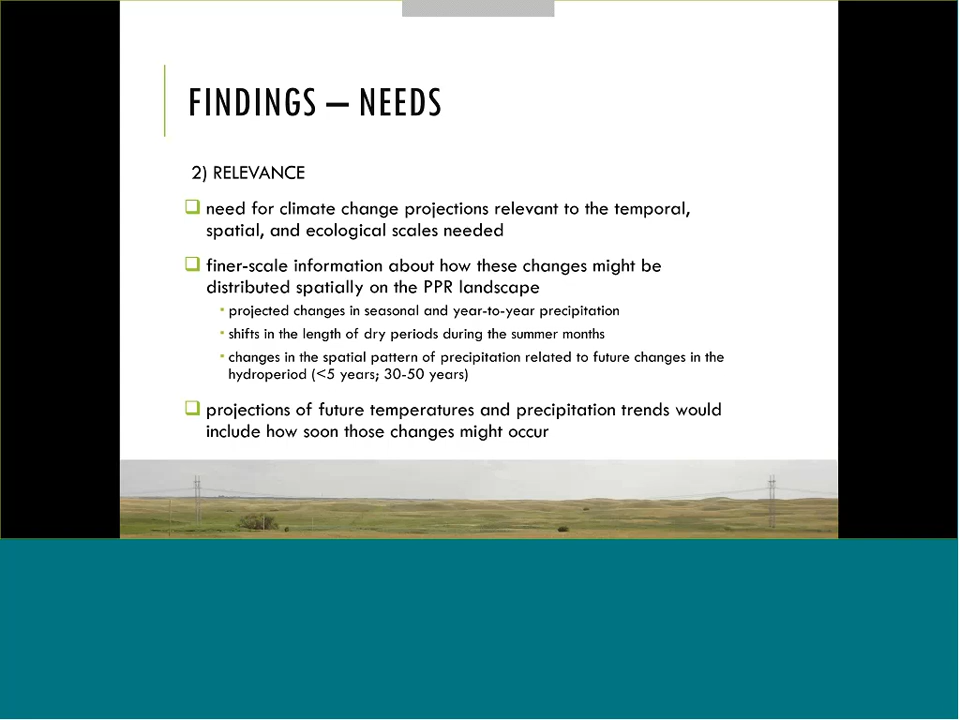 FINDINGS – NEEDS
2) RELEVANCE
need for climate change projections relevant to the temporal,
spatial, and ecological scales needed
finer-scale information about how these changes might be
distributed spatially on the PPR landscape
projected changes in seasonal and year-to-year precipitation
shifts in the length of dry periods during the summer months
changes in the spatial pattern of precipitation related to future changes in the
hydroperiod (<5 years; 30-50 years)
projections of future temperatures and precipitation trends would
include how soon those changes might occur